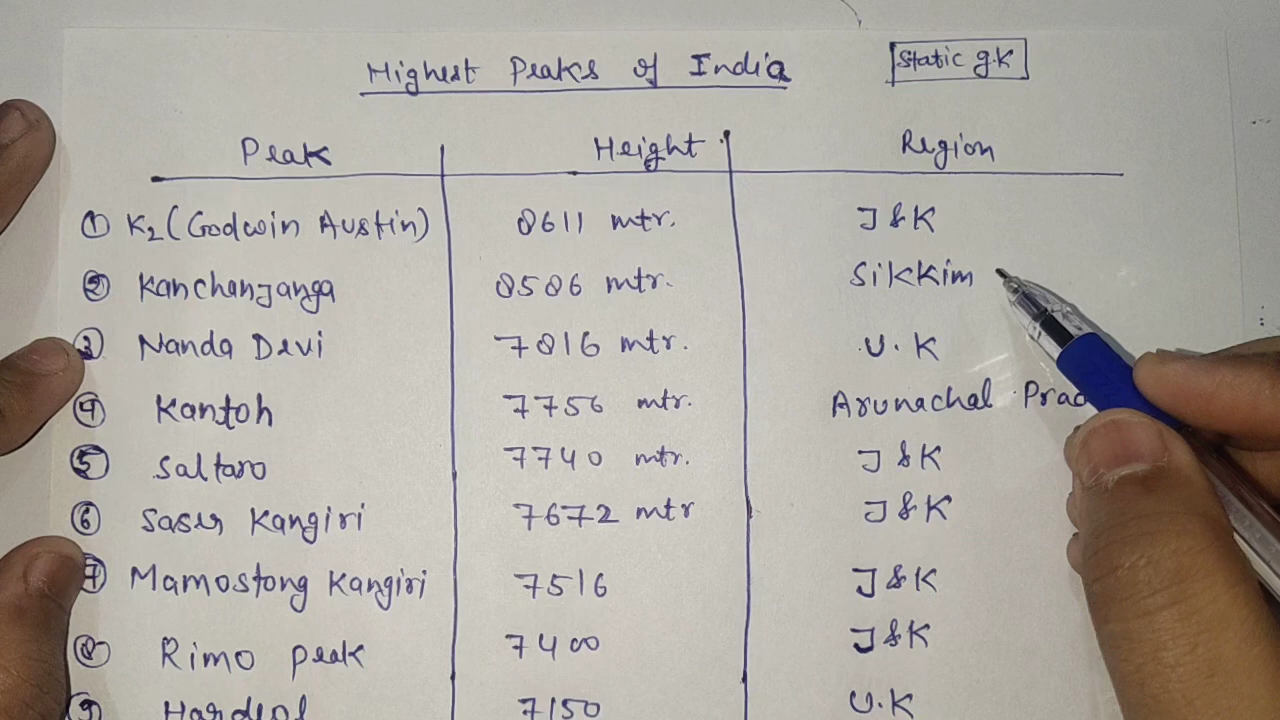 Highest Peaks of India
Static g.K
Peak Height Region
① K₂ (Godwin Austin) 8611 mtr. J & K
② Kanchanjanga 8586 mtr. Sikkim
③ Nanda Devi 7816 mtr. U.K
④ Kantoh 7756 mtr. Arunachal Prad
⑤ Saltaro 7740 mtr. J & K
⑥ Saser Kangiri 7672 mtr J & K
⑦ Mamostong Kangiri 7516 J & K
⑧ Rimo Peak 7400 J & K
⑨ 7150 U.K